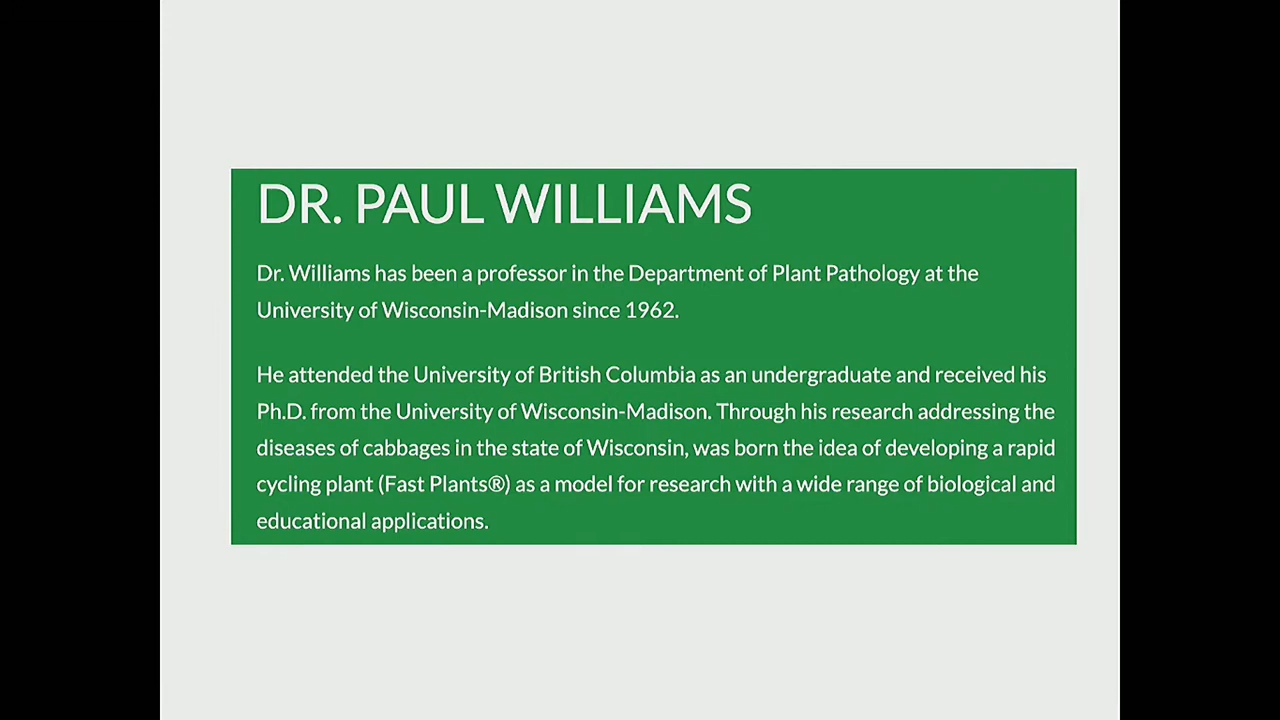 DR. PAUL WILLIAMS
Dr. Williams has been a professor in the Department of Plant Pathology at the
University of Wisconsin-Madison since 1962.
He attended the University of British Columbia as an undergraduate and received his
Ph.D. from the University of Wisconsin-Madison. Through his research addressing the
diseases of cabbages in the state of Wisconsin, was born the idea of developing a rapid
cycling plant (Fast Plants®) as a model for research with a wide range of biological and
educational applications.